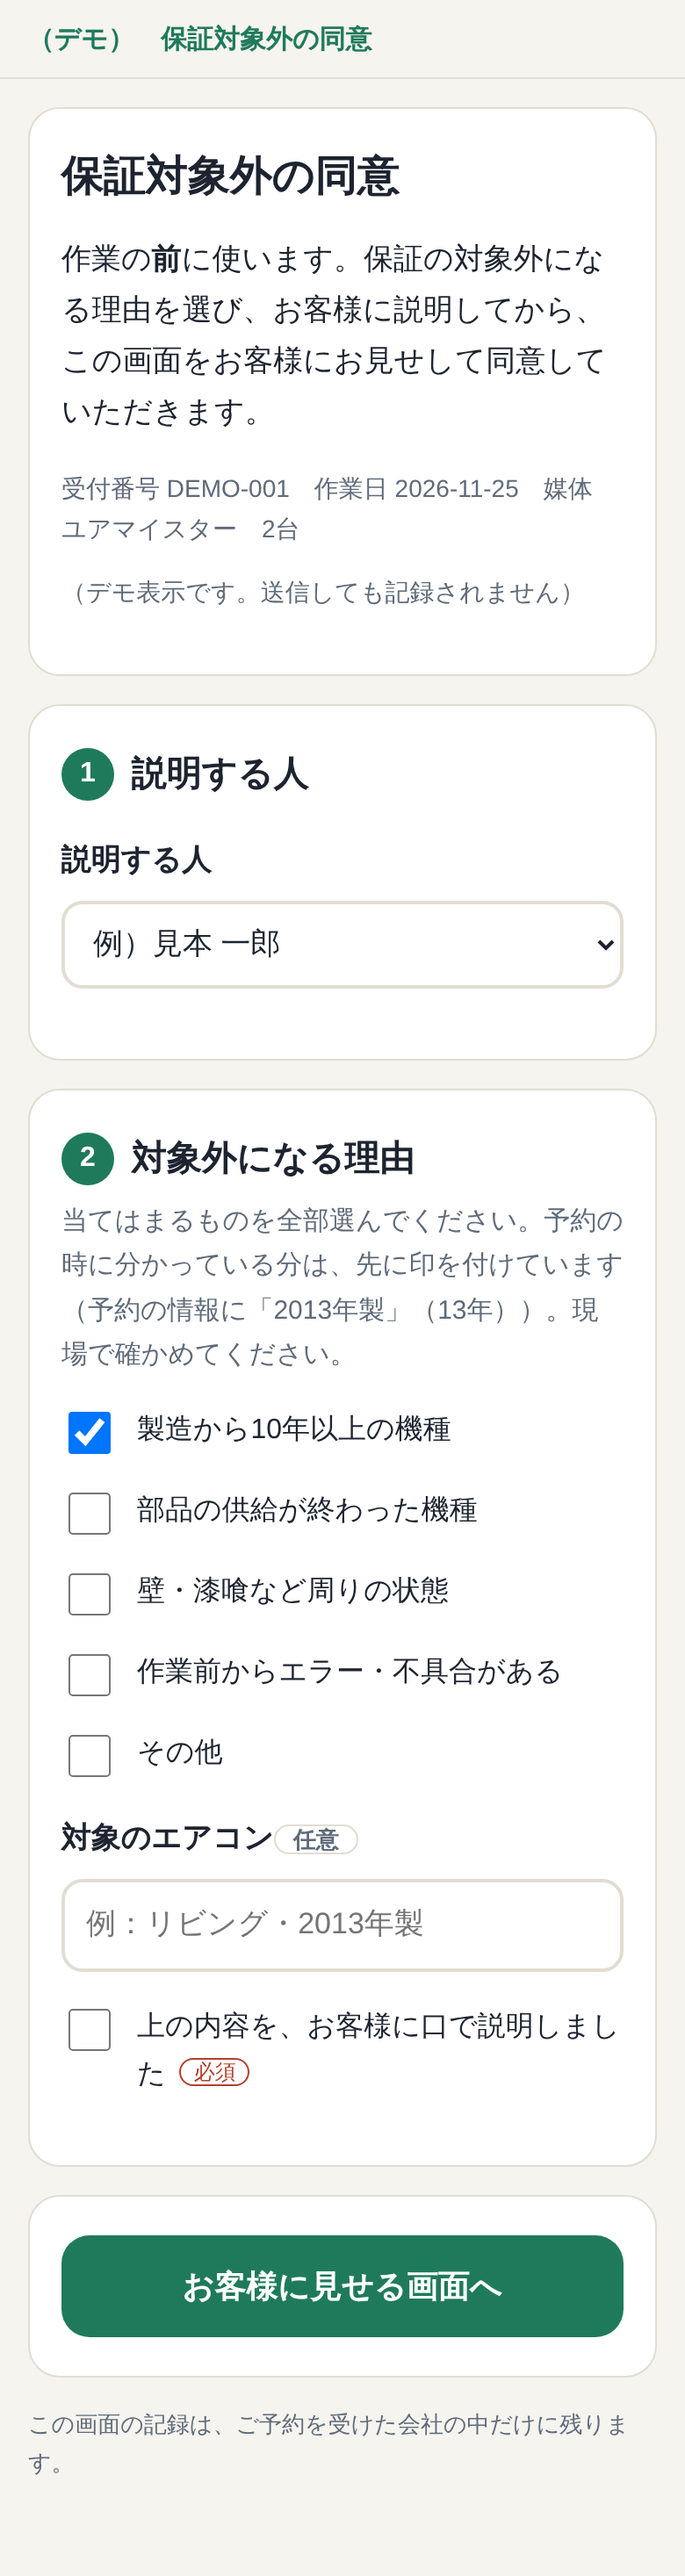 （デモ）　保証対象外の同意
保証対象外の同意
作業の前に使います。保証の対象外にな
る理由を選び、お客様に説明してから、
この画面をお客様にお見せして同意して
いただきます。
受付番号 DEMO-001　作業日 2026-11-25　媒体
ユアマイスター　2台
（デモ表示です。送信しても記録されません）
1 説明する人
説明する人
例）見本 一郎
2 対象外になる理由
当てはまるものを全部選んでください。予約の
時に分かっている分は、先に印を付けています
（予約の情報に「2013年製」（13年））。現
場で確かめてください。
製造から10年以上の機種
部品の供給が終わった機種
壁・漆喰など周りの状態
作業前からエラー・不具合がある
その他
対象のエアコン 任意
例：リビング・2013年製
上の内容を、お客様に口で説明しまし
た 必須
お客様に見せる画面へ
この画面の記録は、ご予約を受けた会社の中だけに残りま
す。